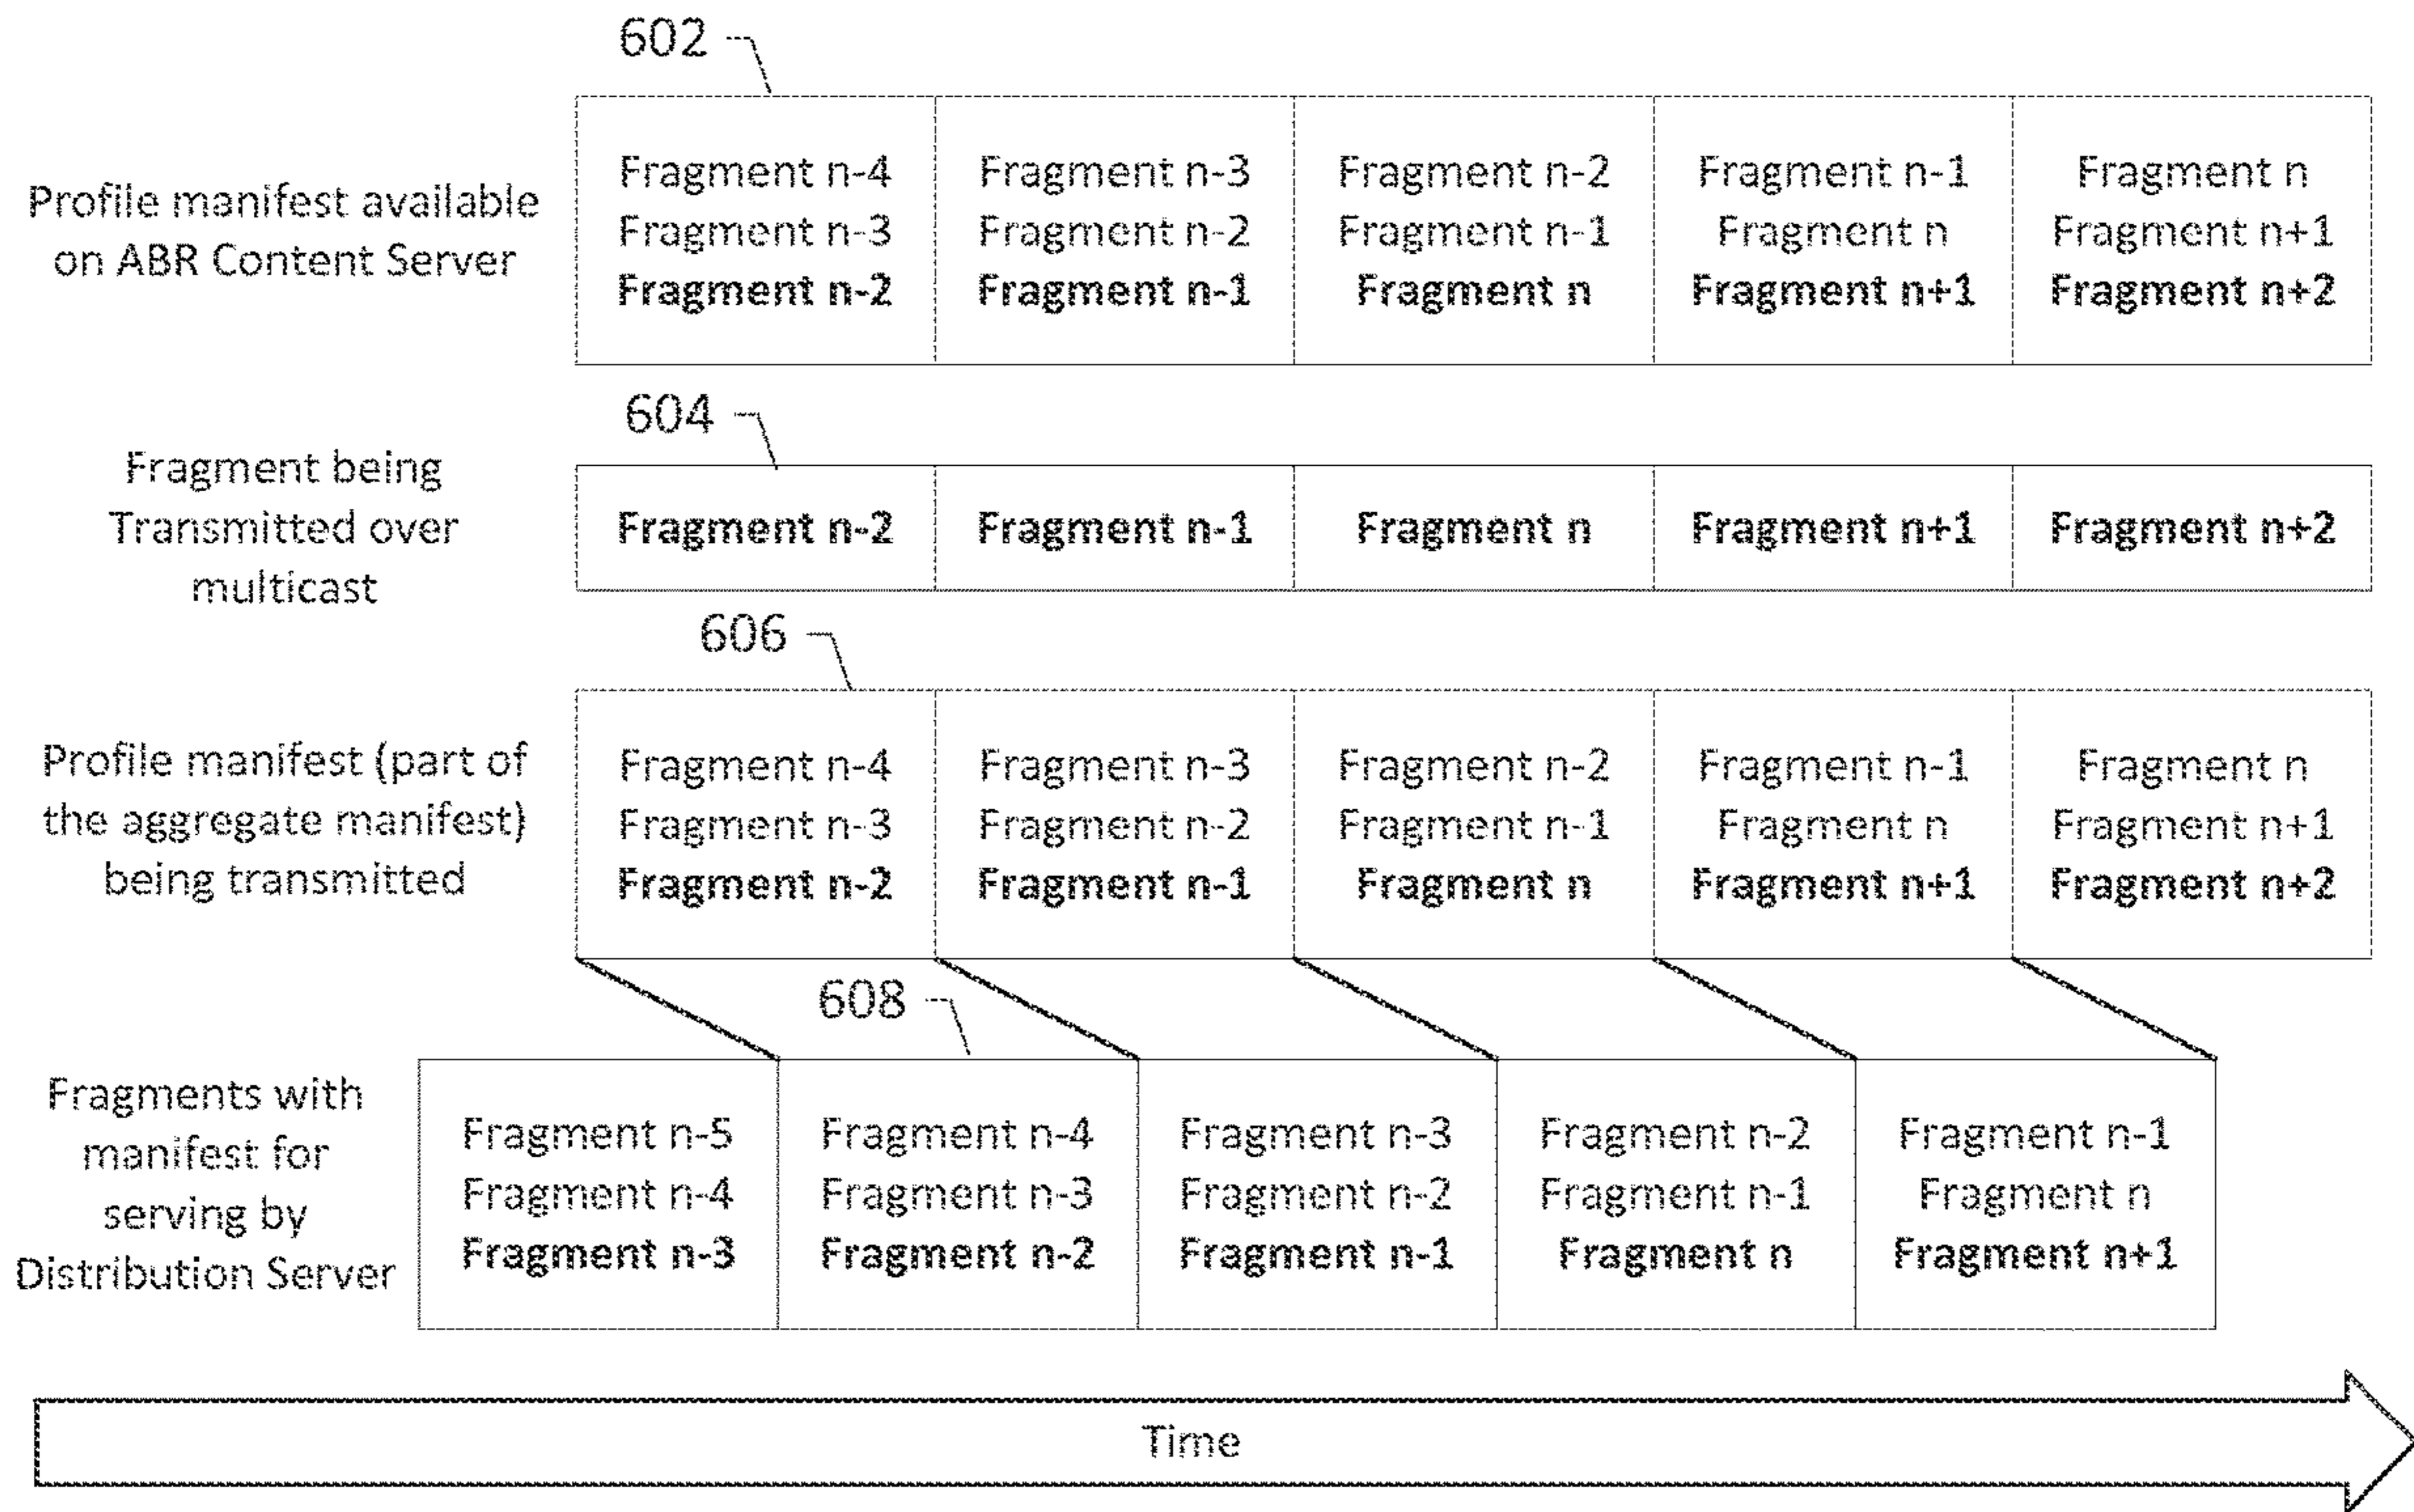 602
Profile manifest available
on ABR Content Server
Fragment n-4
Fragment n-3
Fragment n-2
Fragment n-3
Fragment n-2
Fragment n-1
Fragment n-2
Fragment n-1
Fragment n
Fragment n-1
Fragment n
Fragment n+1
Fragment n
Fragment n+1
Fragment n+2
604
Fragment being
Transmitted over
multicast
Fragment n-2
Fragment n-1
Fragment n
Fragment n+1
Fragment n+2
606
Profile manifest (part of
the aggregate manifest)
being transmitted
Fragment n-4
Fragment n-3
Fragment n-2
Fragment n-3
Fragment n-2
Fragment n-1
Fragment n-2
Fragment n-1
Fragment n
Fragment n-1
Fragment n
Fragment n+1
Fragment n
Fragment n+1
Fragment n+2
608
Fragments with
manifest for
serving by
Distribution Server
Fragment n-5
Fragment n-4
Fragment n-3
Fragment n-4
Fragment n-3
Fragment n-2
Fragment n-3
Fragment n-2
Fragment n-1
Fragment n-2
Fragment n-1
Fragment n
Fragment n-1
Fragment n
Fragment n+1
Time